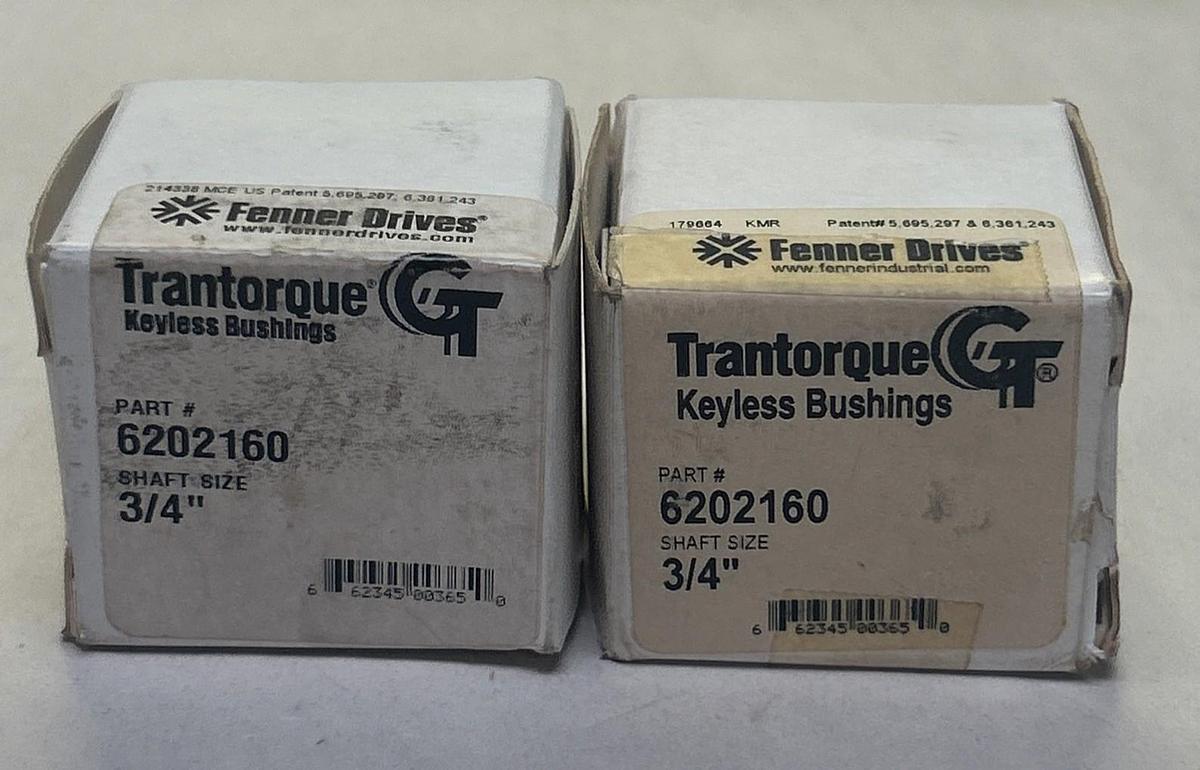 214338 MCE US Patent 5,695,297, 6,361,243
Fenner Drives®
www.fennerdrives.com
Trantorque® GT
Keyless Bushings
PART #
6202160
SHAFT SIZE
3/4"
6 62345 00365 0
179664 KMR Patent# 5,695,297 & 6,361,243
Fenner Drives®
www.fennerindustrial.com
Trantorque GT®
Keyless Bushings
PART #
6202160
SHAFT SIZE
3/4"
6 62345 00365 0